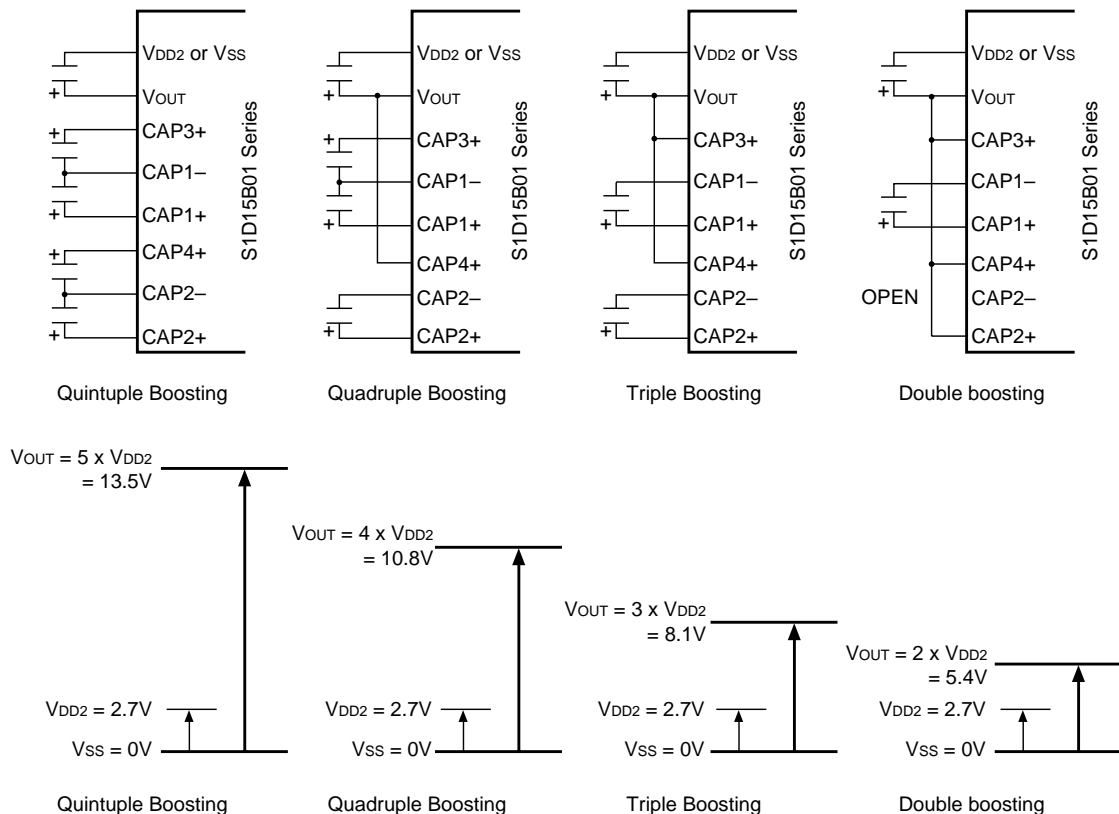 VDD2 or VSS
VOUT
CAP3+
CAP1–
CAP1+
CAP4+
CAP2–
CAP2+
+
+
+
+
+
S1D15B01 Series
Quintuple Boosting
VDD2 or VSS
VOUT
CAP3+
CAP1–
CAP1+
CAP4+
CAP2–
CAP2+
+
+
+
+
S1D15B01 Series
Quadruple Boosting
VDD2 or VSS
VOUT
CAP3+
CAP1–
CAP1+
CAP4+
CAP2–
CAP2+
+
+
+
S1D15B01 Series
Triple Boosting
VDD2 or VSS
VOUT
CAP3+
CAP1–
CAP1+
CAP4+
CAP2–
CAP2+
+
+
OPEN
S1D15B01 Series
Double boosting
VOUT = 5 x VDD2
= 13.5V
VDD2 = 2.7V
VSS = 0V
Quintuple Boosting
VOUT = 4 x VDD2
= 10.8V
VDD2 = 2.7V
VSS = 0V
Quadruple Boosting
VOUT = 3 x VDD2
= 8.1V
VDD2 = 2.7V
VSS = 0V
Triple Boosting
VOUT = 2 x VDD2
= 5.4V
VDD2 = 2.7V
VSS = 0V
Double boosting